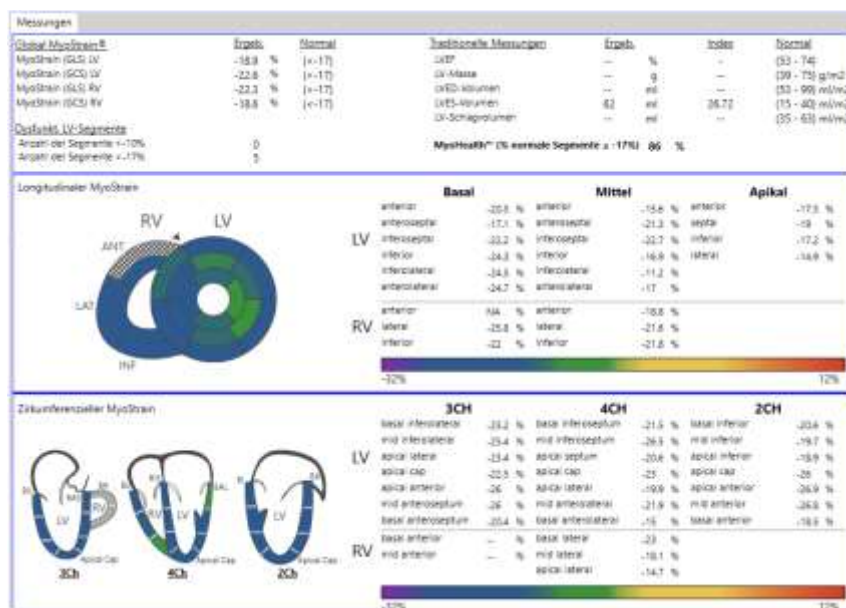 Messungen
Global MyoStrain® Ergeb. Normal
MyoStrain (GLS) LV -18.9 % (<-17)
MyoStrain (GCS) LV -22.8 % (<-17)
MyoStrain (GLS) RV -22.3 % (<-17)
MyoStrain (GCS) RV -18.8 % (<-17)
Dysfunkt. LV-Segmente
Anzahl der Segmente <-10% 0
Anzahl der Segmente <-17% 5
Traditionelle Messungen Ergeb. Index Normal
LVEF -- % - (53 - 74)
LV-Masse -- g -- (39 - 75) g/m2
LVED-Volumen -- ml -- (53 - 99) ml/m2
LVES-Volumen 62 ml 26.72 (15 - 40) ml/m2
LV-Schlagvolumen -- ml -- (35 - 63) ml/m2
MyoHealth™ (% normale Segmente ≥ -17%) 86 %
Longitudinaler MyoStrain
RV LV
ANT
LAT
INF
Basal Mittel Apikal
LV
anterior -20.5 % anterior -15.6 % anterior -17.5 %
anteroseptal -17.1 % anteroseptal -21.3 % septal -19 %
inferoseptal -22.2 % inferoseptal -22.7 % inferior -17.2 %
inferior -24.3 % inferior -16.9 % lateral -14.9 %
inferolateral -24.5 % inferolateral -11.2 %
anterolateral -24.7 % anterolateral -17 %
RV
anterior NA % anterior -18.8 %
lateral -25.8 % lateral -21.6 %
inferior -22 % inferior -21.8 %
-32% 12%
Zirkumferenzieller MyoStrain
LV RV Apical Cap 3Ch
RV LV Apical Cap 4Ch
LV Apical Cap 2Ch
3CH 4CH 2CH
LV
basal inferolateral -23.2 % basal inferoseptum -21.5 % basal inferior -20.6 %
mid inferolateral -23.4 % mid inferoseptum -26.5 % mid inferior -19.7 %
apical lateral -23.4 % apical septum -20.6 % apical inferior -18.9 %
apical cap -22.5 % apical cap -23 % apical cap -26 %
apical anterior -26 % apical lateral -19.9 % apical anterior -26.9 %
mid anteroseptum -26 % mid anterolateral -21.9 % mid anterior -26.8 %
basal anteroseptum -20.4 % basal anterolateral -15 % basal anterior -18.5 %
RV
basal anterior -- % basal lateral -23 %
mid anterior -- % mid lateral -18.1 %
apical lateral -14.7 %
-32% 12%